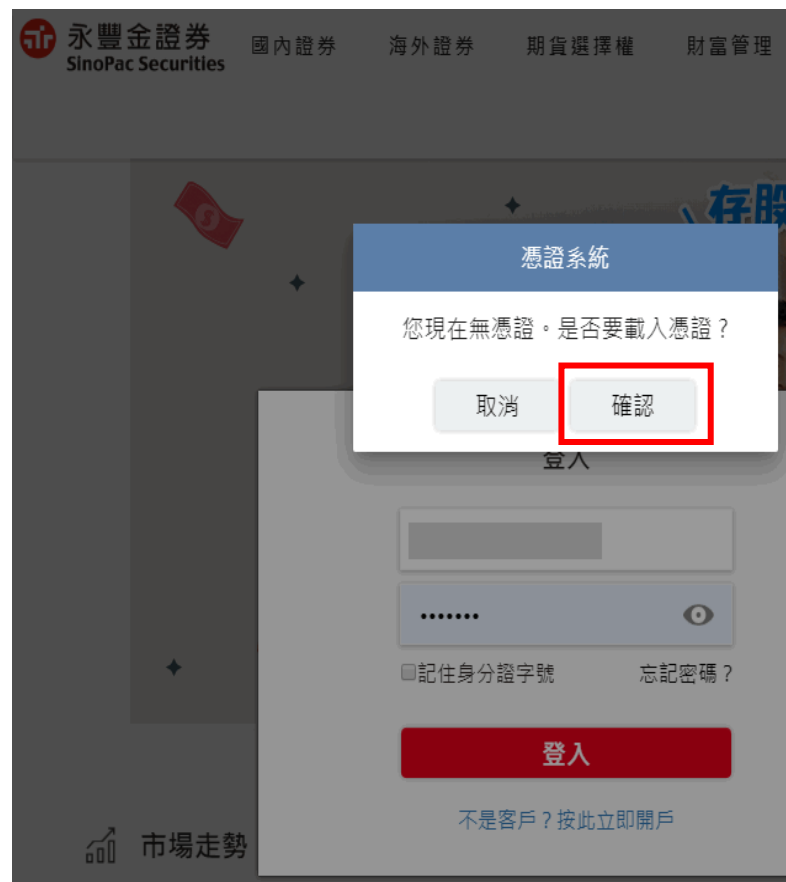 永豐金證券
SinoPac Securities
國內證券 海外證券 期貨選擇權 財富管理
存股
憑證系統
您現在無憑證。是否要載入憑證？
取消 確認
登入
•••••••
記住身分證字號 忘記密碼？
登入
不是客戶？按此立即開戶
市場走勢